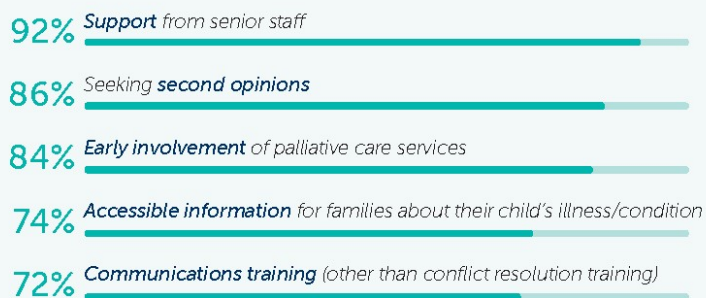 92% Support from senior staff
86% Seeking second opinions
84% Early involvement of palliative care services
74% Accessible information for families about their child's illness/condition
72% Communications training (other than conflict resolution training)